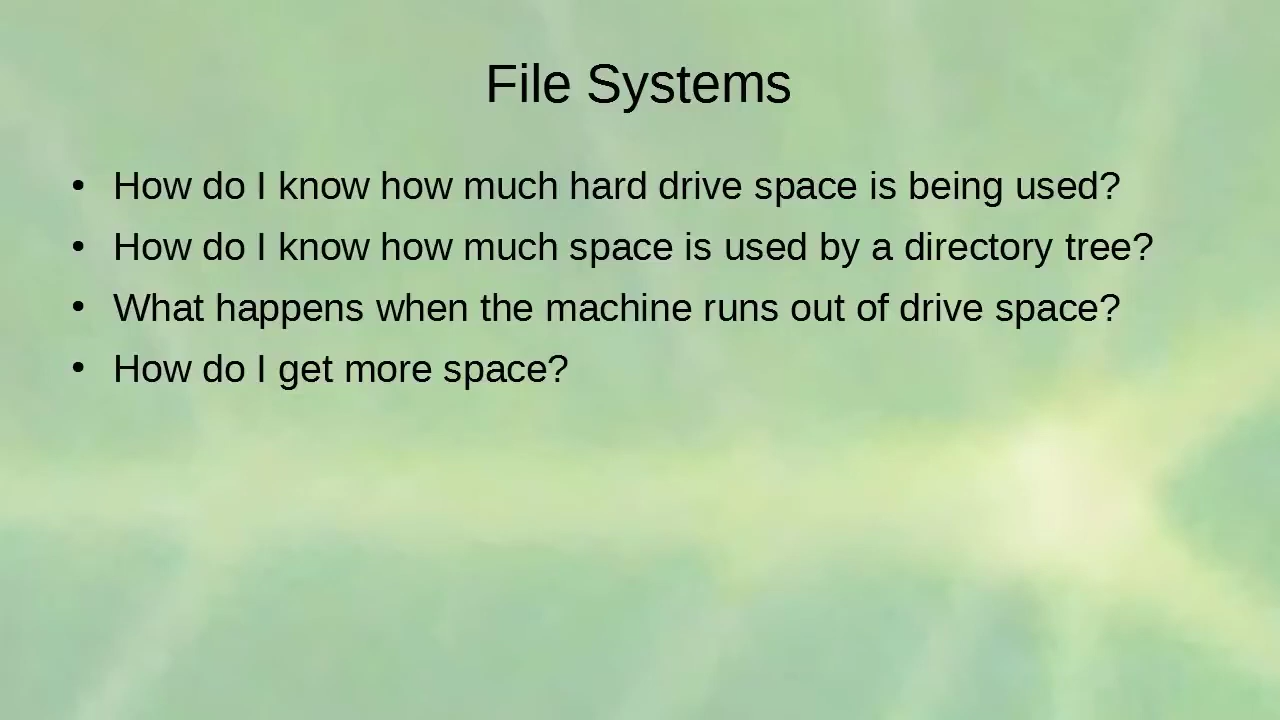 File Systems
• How do I know how much hard drive space is being used?
• How do I know how much space is used by a directory tree?
• What happens when the machine runs out of drive space?
• How do I get more space?